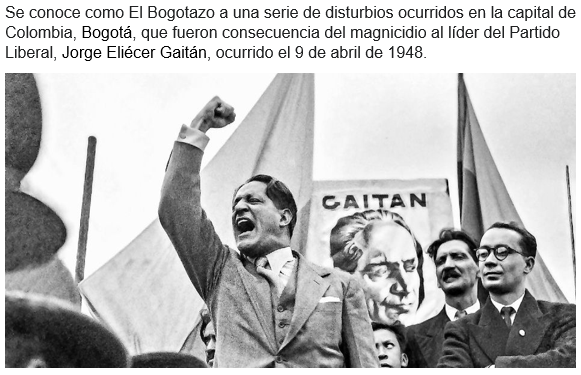 Se conoce como El Bogotazo a una serie de disturbios ocurridos en la capital de
Colombia, Bogotá, que fueron consecuencia del magnicidio al líder del Partido
Liberal, Jorge Eliécer Gaitán, ocurrido el 9 de abril de 1948.
GAITAN